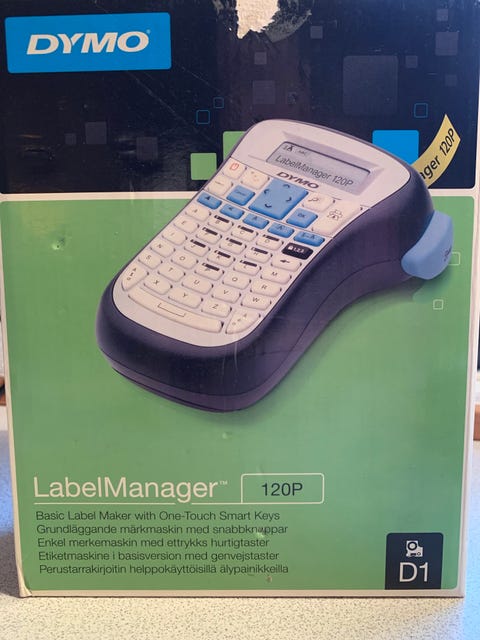 DYMO
LabelManager 120P
DYMO
ager 120P
LabelManager™ 120P
Basic Label Maker with One-Touch Smart Keys
Grundläggande märkmaskin med snabbknappar
Enkel merkemaskin med ettrykks hurtigtaster
Etiketmaskine i basisversion med genvejstaster
Perustarrakirjoitin helppokäyttöisillä älypainikkeilla
D1